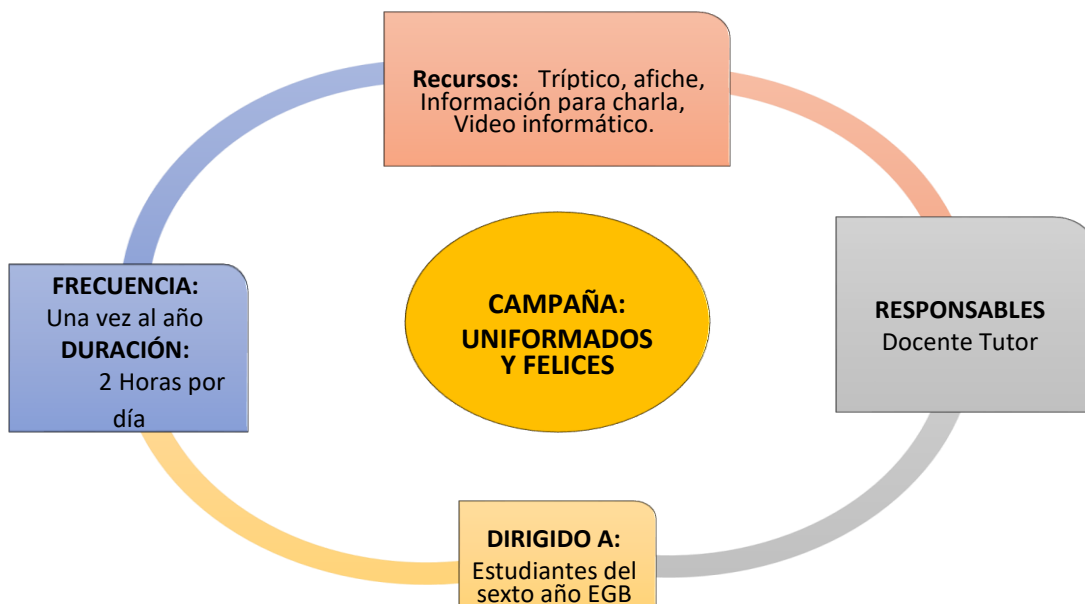 Recursos: Tríptico, afiche,
Información para charla,
Video informático.
FRECUENCIA:
Una vez al año
DURACIÓN:
2 Horas por
día
CAMPAÑA:
UNIFORMADOS
Y FELICES
RESPONSABLES
Docente Tutor
DIRIGIDO A:
Estudiantes del
sexto año EGB